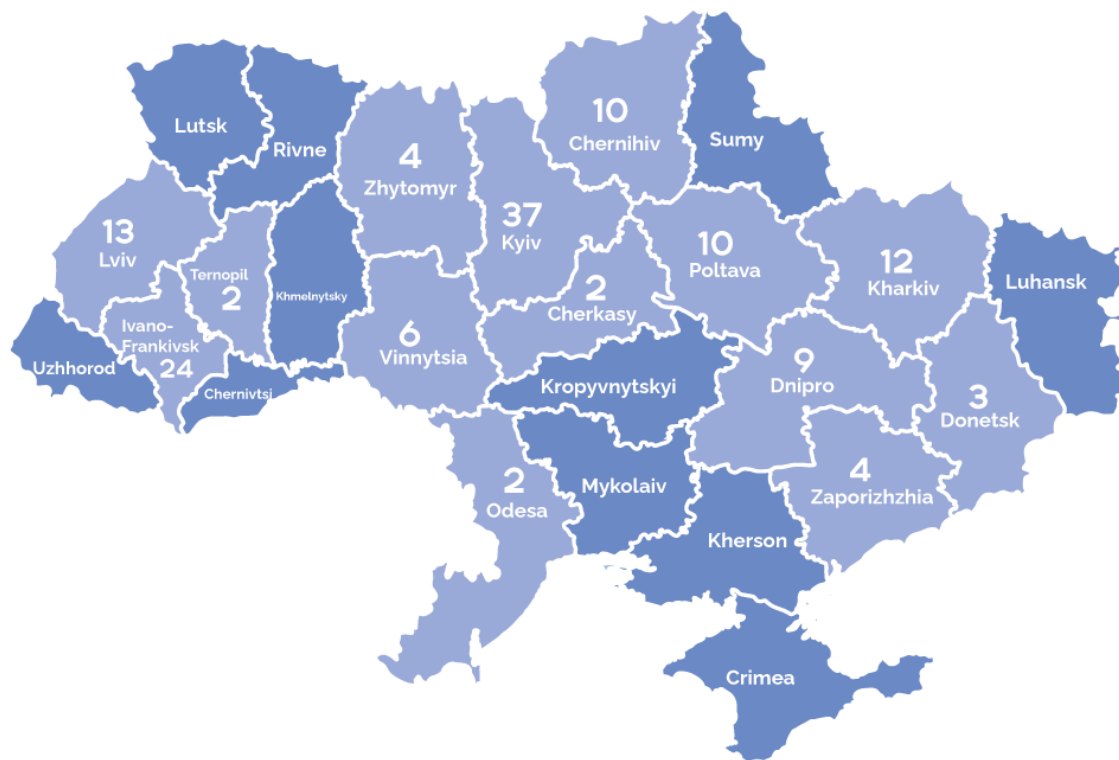 10
Chernihiv
Lutsk
Sumy
Rivne
4
Zhytomyr
37
Kyiv
13
Lviv
10
Poltava
12
Kharkiv
Ternopil
2
Khmelnytsky
2
Cherkasy
Luhansk
Ivano-
Frankivsk
24
6
Vinnytsia
Uzhhorod
Chernivtsi
Kropyvnytskyi
9
Dnipro
3
Donetsk
2
Odesa
Mykolaiv
4
Zaporizhzhia
Kherson
Crimea